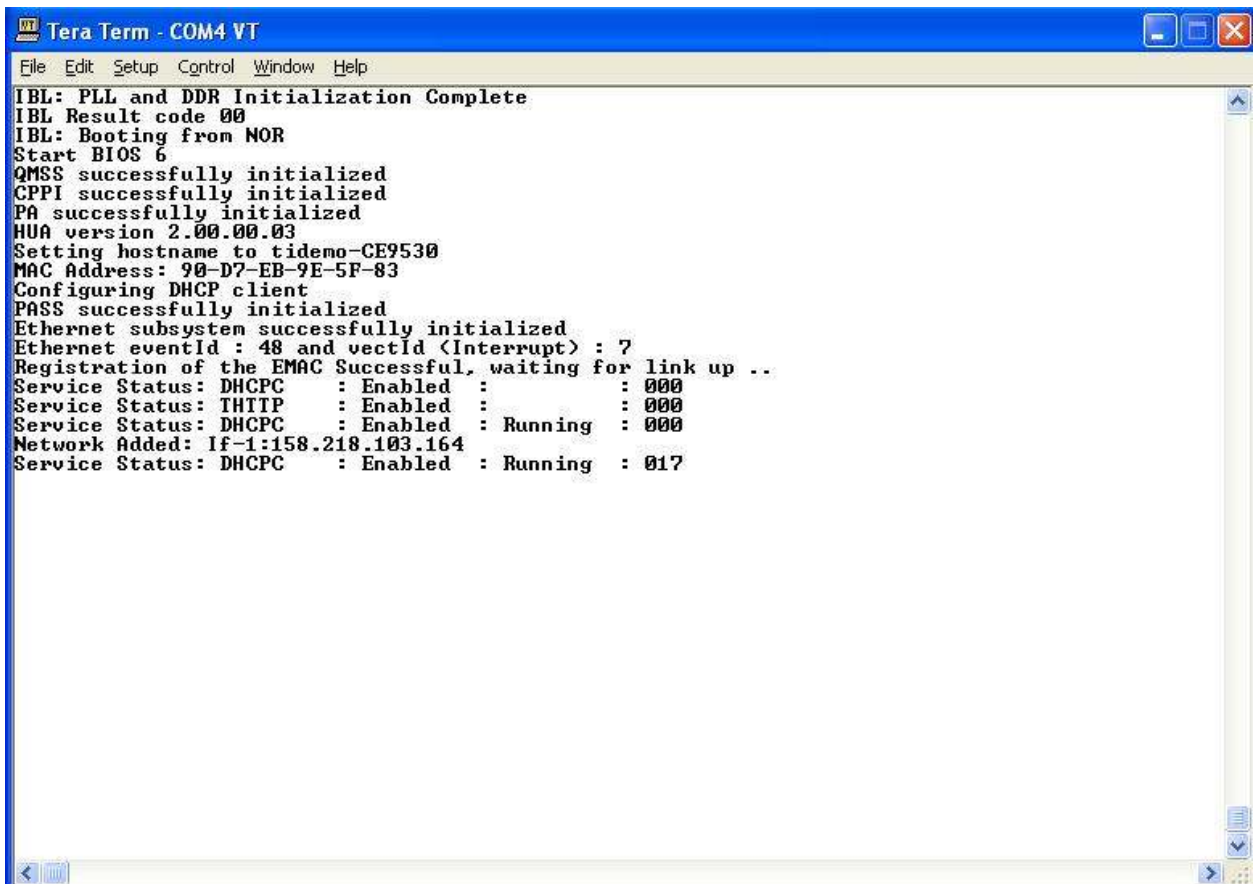 Tera Term - COM4 VT
File Edit Setup Control Window Help
IBL: PLL and DDR Initialization Complete
IBL Result code 00
IBL: Booting from NOR
Start BIOS 6
QMSS successfully initialized
CPPI successfully initialized
PA successfully initialized
HUA version 2.00.00.03
Setting hostname to tidemo-CE9530
MAC Address: 90-D7-EB-9E-5F-83
Configuring DHCP client
PASS successfully initialized
Ethernet subsystem successfully initialized
Ethernet eventId : 48 and vectId (Interrupt) : 7
Registration of the EMAC Successful, waiting for link up ..
Service Status: DHCPC    : Enabled  :          : 000
Service Status: THTTP    : Enabled  :          : 000
Service Status: DHCPC    : Enabled  : Running  : 000
Network Added: If-1:158.218.103.164
Service Status: DHCPC    : Enabled  : Running  : 017